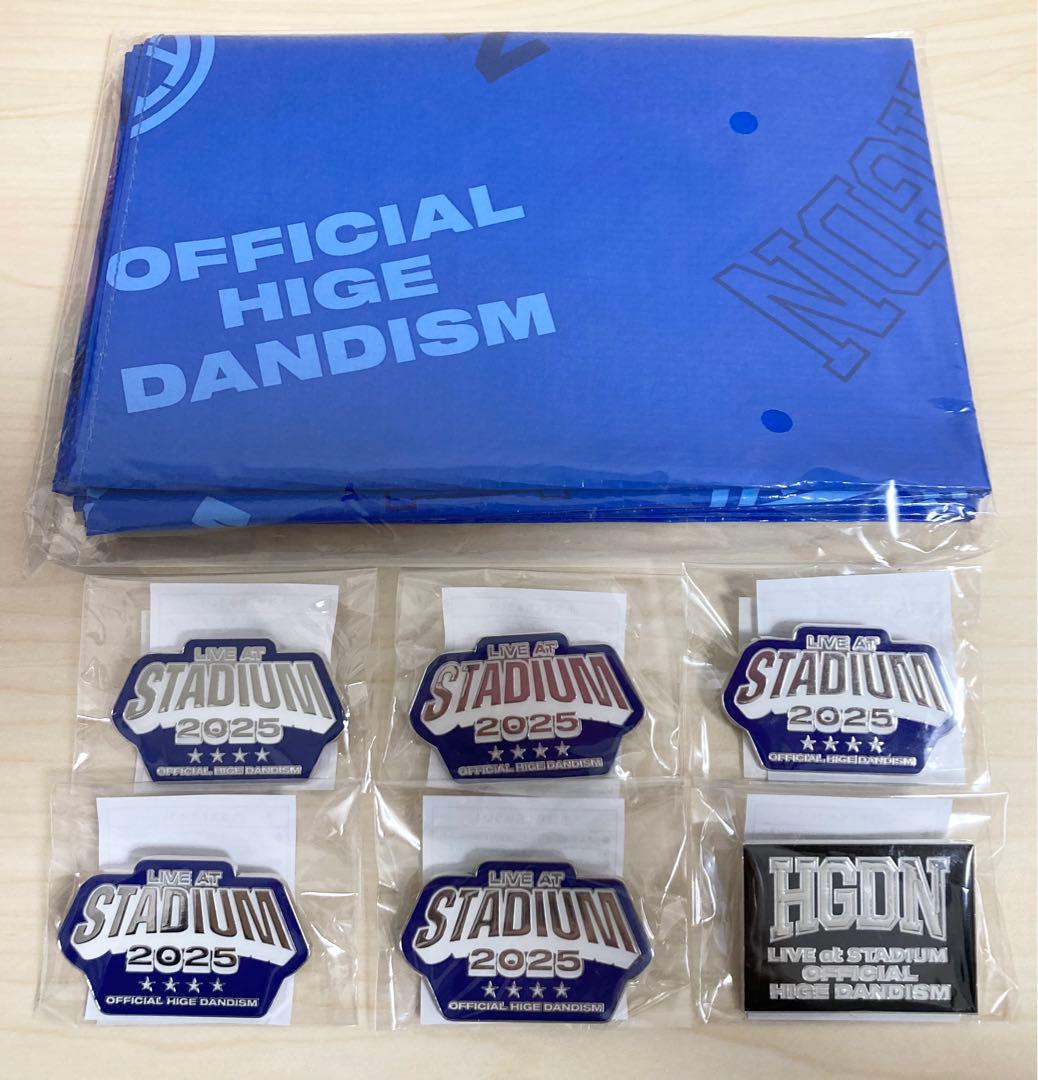 OFFICIAL
HIGE
DANDISM
LIVE AT
STADIUM
2025
OFFICIAL HIGE DANDISM
LIVE AT
STADIUM
2025
OFFICIAL HIGE DANDISM
LIVE AT
STADIUM
2025
OFFICIAL HIGE DANDISM
LIVE AT
STADIUM
2025
OFFICIAL HIGE DANDISM
LIVE AT
STADIUM
2025
OFFICIAL HIGE DANDISM
HGDN
LIVE at STADIUM
OFFICIAL
HIGE DANDISM